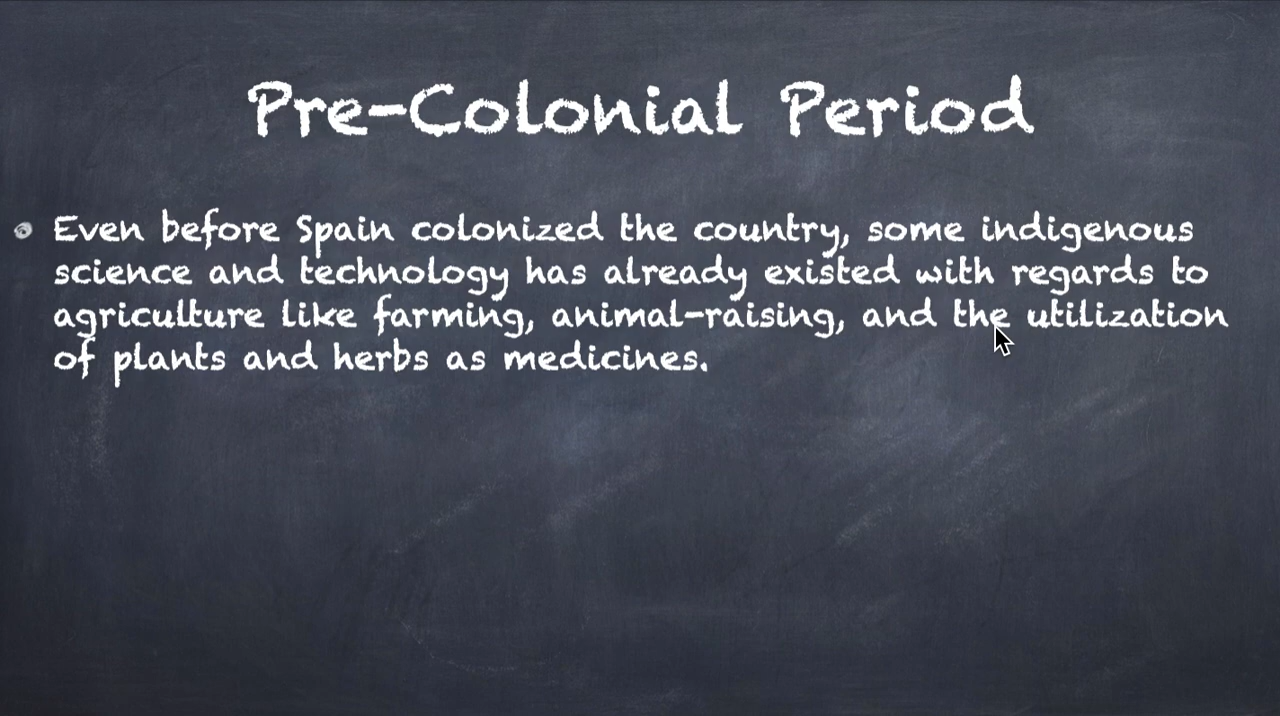 Pre-Colonial Period
Even before Spain colonized the country, some indigenous
science and technology has already existed with regards to
agriculture like farming, animal-raising, and the utilization
of plants and herbs as medicines.